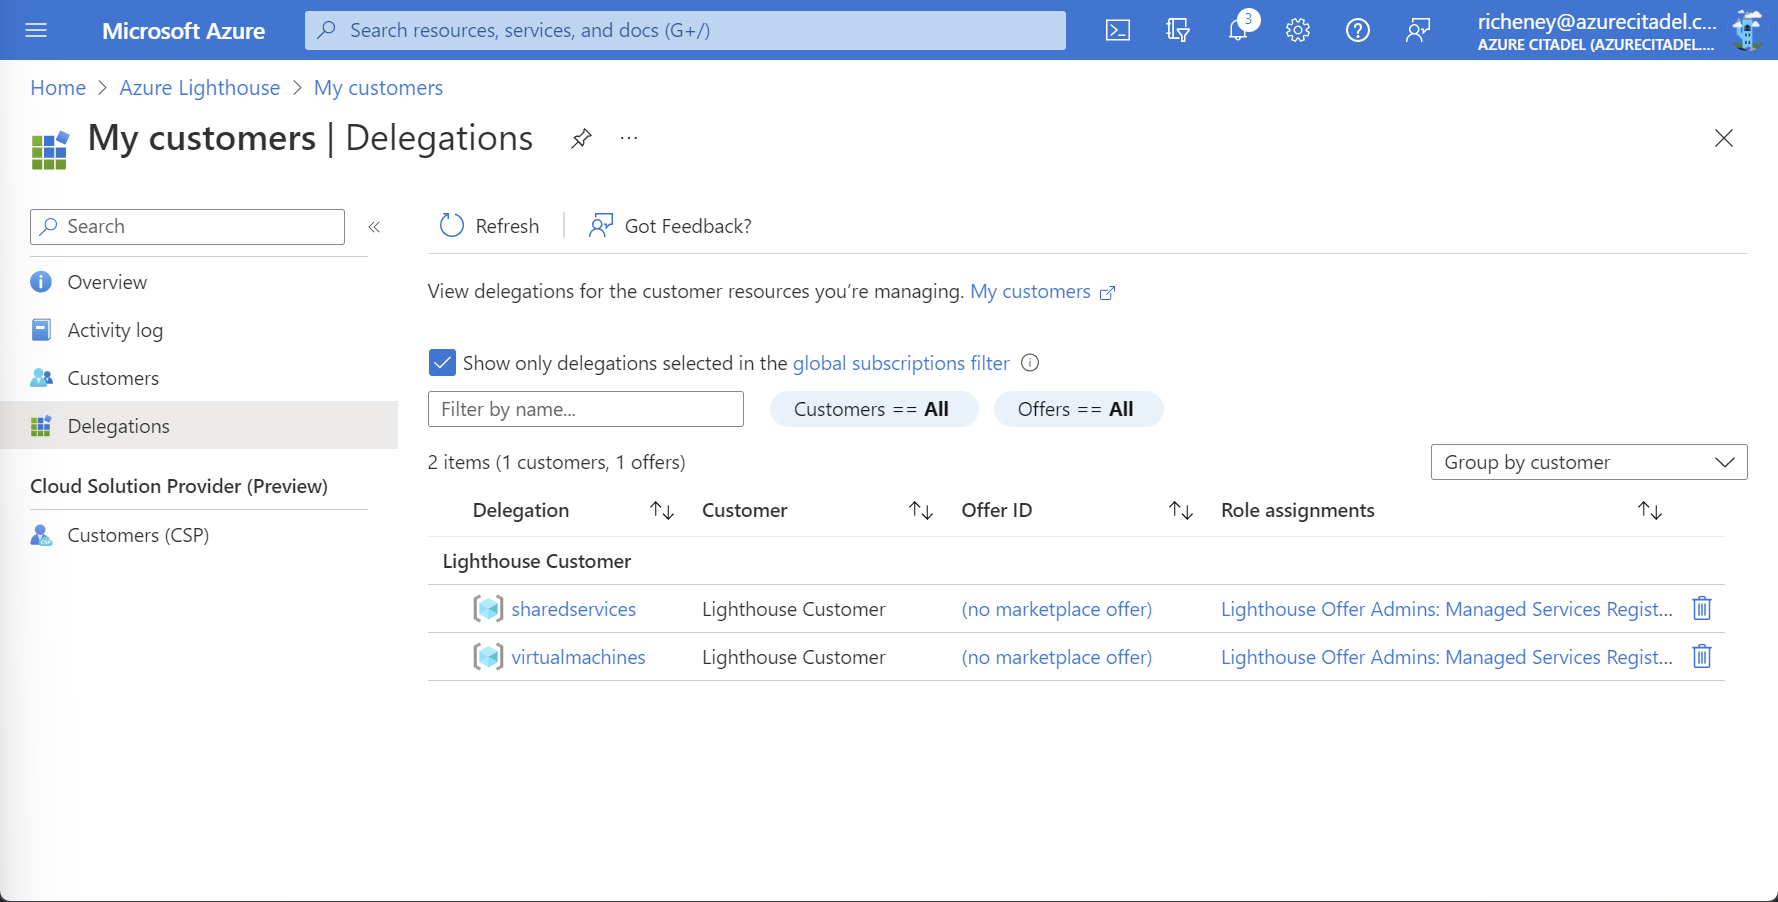 Microsoft Azure
Search resources, services, and docs (G+/)
3
richeney@azurecitadel.c...
AZURE CITADEL (AZURECITADEL....
Home > Azure Lighthouse > My customers
My customers | Delegations
Search
«
Refresh
Got Feedback?
Overview
Activity log
Customers
Delegations
Cloud Solution Provider (Preview)
Customers (CSP)
View delegations for the customer resources you’re managing. My customers
Show only delegations selected in the global subscriptions filter
Filter by name...
Customers == All
Offers == All
2 items (1 customers, 1 offers)
Group by customer
Delegation
Customer
Offer ID
Role assignments
Lighthouse Customer
sharedservices
Lighthouse Customer
(no marketplace offer)
Lighthouse Offer Admins: Managed Services Regist...
virtualmachines
Lighthouse Customer
(no marketplace offer)
Lighthouse Offer Admins: Managed Services Regist...